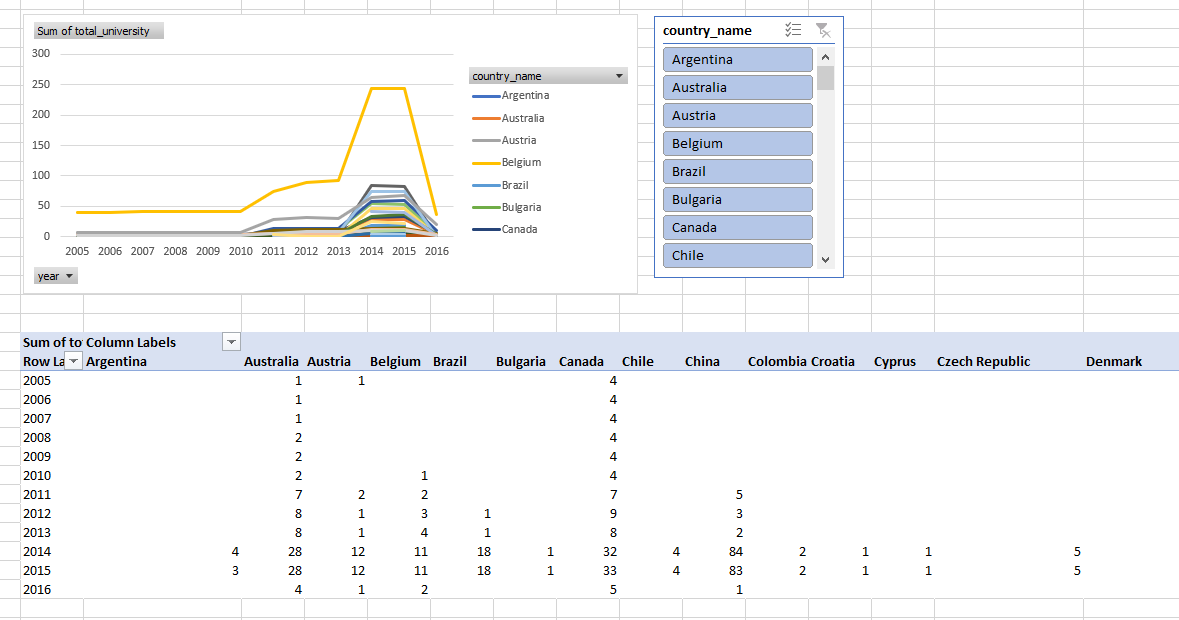 Sum of total_university
300
250
200
150
100
50
0
2005 2006 2007 2008 2009 2010 2011 2012 2013 2014 2015 2016
year
country_name
Argentina
Australia
Austria
Belgium
Brazil
Bulgaria
Canada
country_name
Argentina
Australia
Austria
Belgium
Brazil
Bulgaria
Canada
Chile
Sum of to Column Labels
Row La Argentina Australia Austria Belgium Brazil Bulgaria Canada Chile China Colombia Croatia Cyprus Czech Republic Denmark
2005 1 1 4
2006 1 4
2007 1 4
2008 2 4
2009 2 4
2010 2 1 4
2011 7 2 2 7 5
2012 8 1 3 1 9 3
2013 8 1 4 1 8 2
2014 4 28 12 11 18 1 32 4 84 2 1 1 5
2015 3 28 12 11 18 1 33 4 83 2 1 1 5
2016 4 1 2 5 1